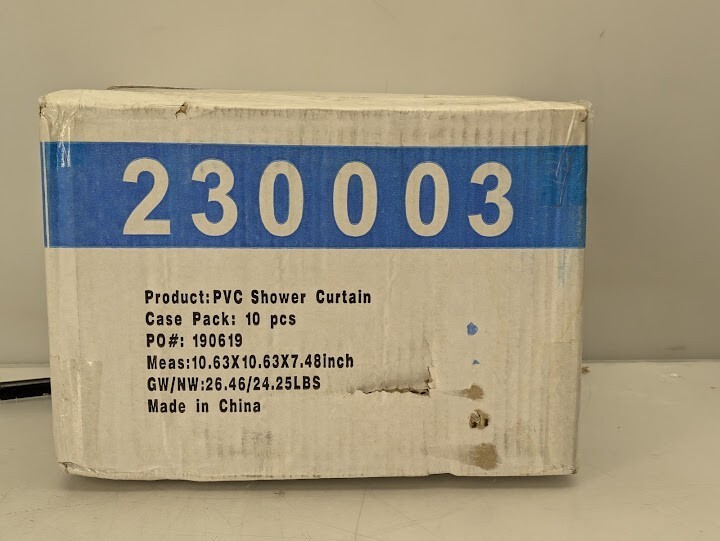 230003
Product:PVC Shower Curtain
Case Pack: 10 pcs
PO#: 190619
Meas:10.63X10.63X7.48inch
GW/NW:26.46/24.25LBS
Made in China